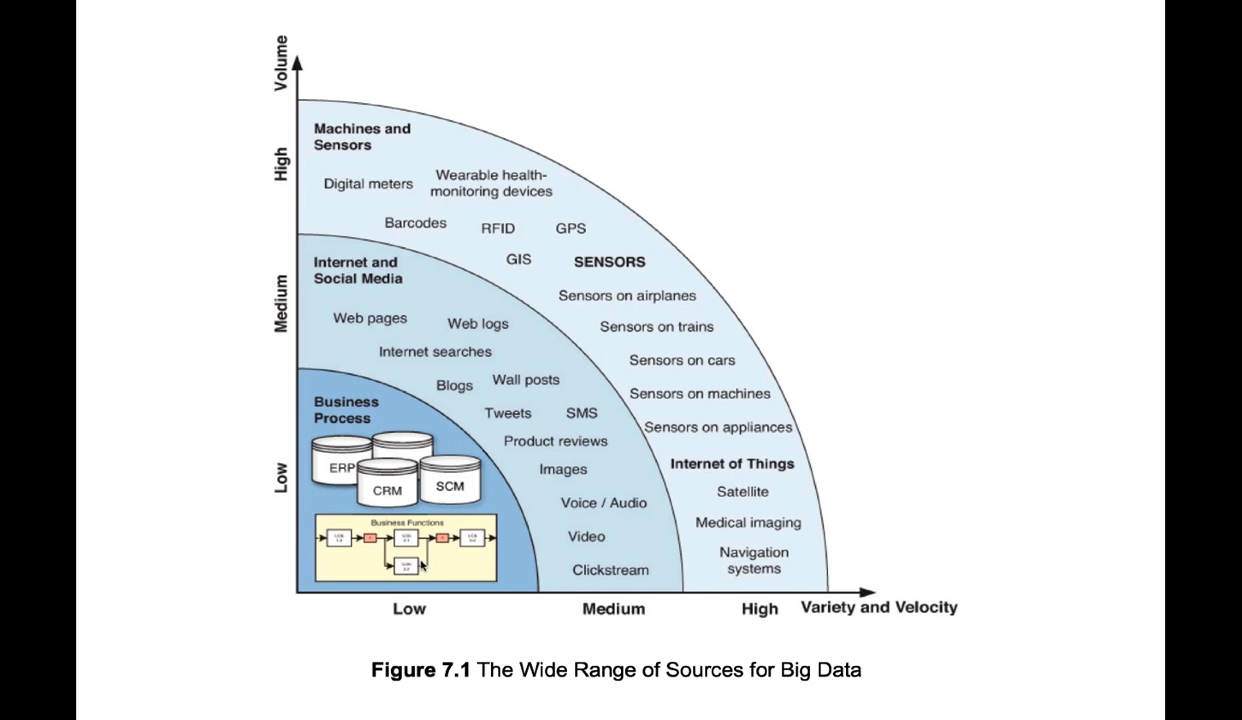 Volume
High
Medium
Low
Machines and
Sensors
Digital meters
Wearable health-
monitoring devices
Barcodes
RFID
GPS
GIS
SENSORS
Sensors on airplanes
Sensors on trains
Sensors on cars
Sensors on machines
Sensors on appliances
Internet of Things
Satellite
Medical imaging
Navigation
systems
Internet and
Social Media
Web pages
Web logs
Internet searches
Blogs
Wall posts
Tweets
SMS
Product reviews
Images
Voice / Audio
Video
Clickstream
Business
Process
ERP
CRM
SCM
Business Functions
Low
Medium
High
Variety and Velocity
Figure 7.1 The Wide Range of Sources for Big Data